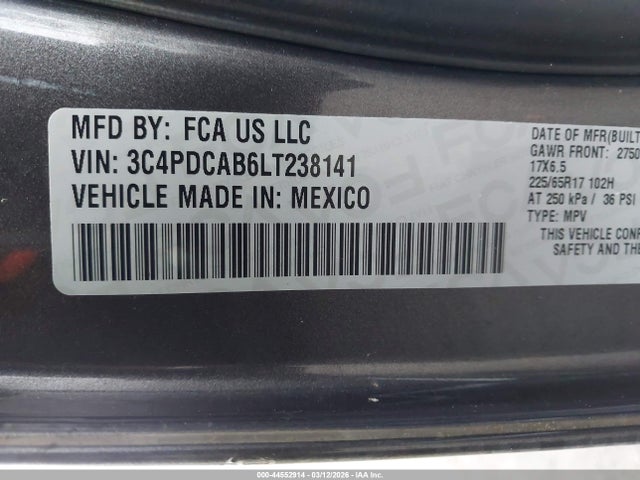 MFD BY: FCA US LLC
VIN: 3C4PDCAB6LT238141
VEHICLE MADE IN: MEXICO
DATE OF MFR(BUILT
GAWR FRONT: 2750
17X6.5
225/65R17 102H
AT 250 kPa / 36 PSI
TYPE: MPV
THIS VEHICLE CONF
SAFETY AND THE
000-44552914 - 03/12/2026 - IAA